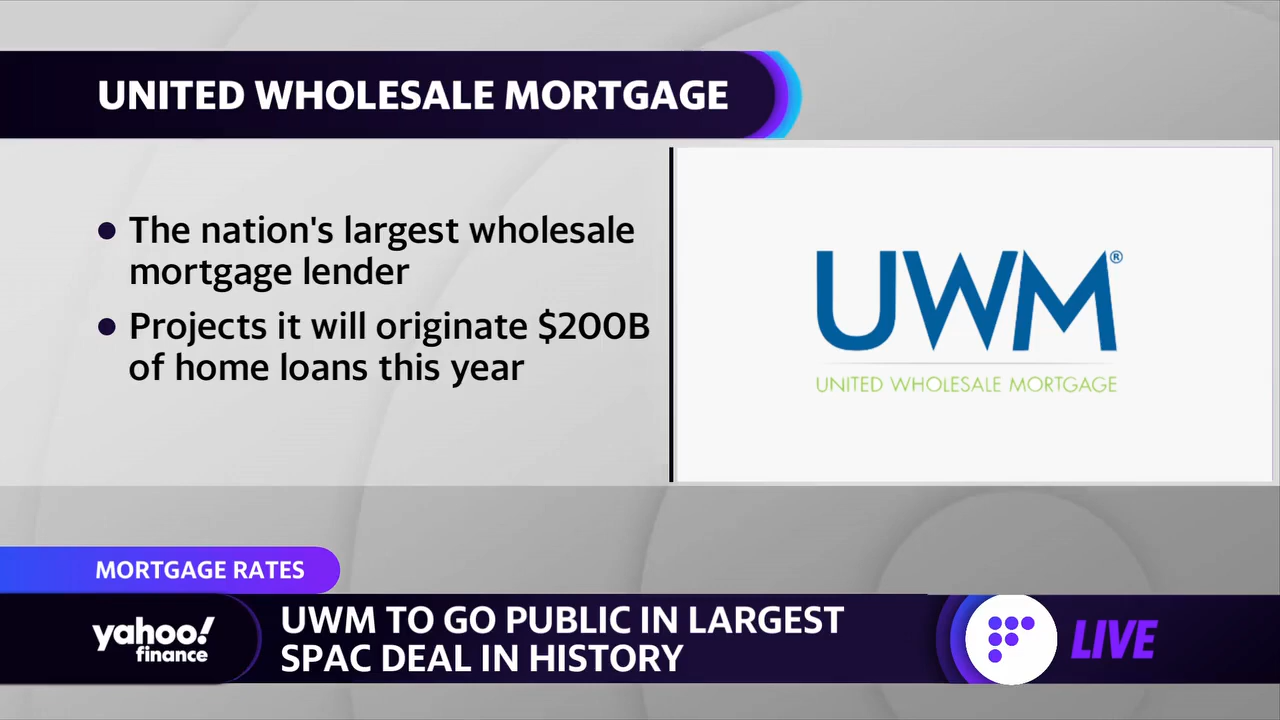 UNITED WHOLESALE MORTGAGE
● The nation's largest wholesale
mortgage lender
● Projects it will originate $200B
of home loans this year
UWM®
UNITED WHOLESALE MORTGAGE
MORTGAGE RATES
yahoo!
finance
UWM TO GO PUBLIC IN LARGEST
SPAC DEAL IN HISTORY
LIVE